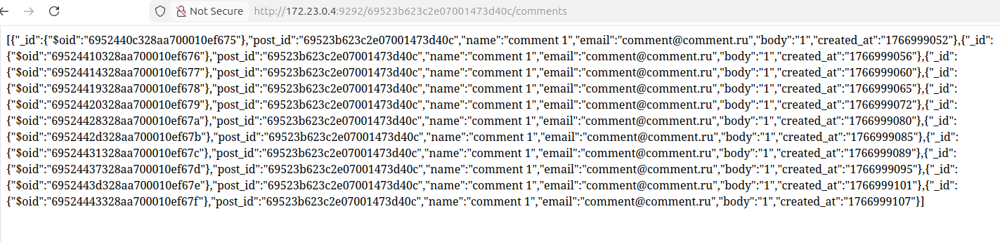 Not Secure http://172.23.0.4:9292/69523b623c2e07001473d40c/comments
[{"_id":{"$oid":"6952440c328aa700010ef675"},"post_id":"69523b623c2e07001473d40c","name":"comment 1","email":"comment@comment.ru","body":"1","created_at":"1766999052"},{"_id":
{"$oid":"69524410328aa700010ef676"},"post_id":"69523b623c2e07001473d40c","name":"comment 1","email":"comment@comment.ru","body":"1","created_at":"1766999056"},{"_id":
{"$oid":"69524414328aa700010ef677"},"post_id":"69523b623c2e07001473d40c","name":"comment 1","email":"comment@comment.ru","body":"1","created_at":"1766999060"},{"_id":
{"$oid":"69524419328aa700010ef678"},"post_id":"69523b623c2e07001473d40c","name":"comment 1","email":"comment@comment.ru","body":"1","created_at":"1766999065"},{"_id":
{"$oid":"69524420328aa700010ef679"},"post_id":"69523b623c2e07001473d40c","name":"comment 1","email":"comment@comment.ru","body":"1","created_at":"1766999072"},{"_id":
{"$oid":"69524428328aa700010ef67a"},"post_id":"69523b623c2e07001473d40c","name":"comment 1","email":"comment@comment.ru","body":"1","created_at":"1766999080"},{"_id":
{"$oid":"6952442d328aa700010ef67b"},"post_id":"69523b623c2e07001473d40c","name":"comment 1","email":"comment@comment.ru","body":"1","created_at":"1766999085"},{"_id":
{"$oid":"69524431328aa700010ef67c"},"post_id":"69523b623c2e07001473d40c","name":"comment 1","email":"comment@comment.ru","body":"1","created_at":"1766999089"},{"_id":
{"$oid":"69524437328aa700010ef67d"},"post_id":"69523b623c2e07001473d40c","name":"comment 1","email":"comment@comment.ru","body":"1","created_at":"1766999095"},{"_id":
{"$oid":"6952443d328aa700010ef67e"},"post_id":"69523b623c2e07001473d40c","name":"comment 1","email":"comment@comment.ru","body":"1","created_at":"1766999101"},{"_id":
{"$oid":"69524443328aa700010ef67f"},"post_id":"69523b623c2e07001473d40c","name":"comment 1","email":"comment@comment.ru","body":"1","created_at":"1766999107"}]